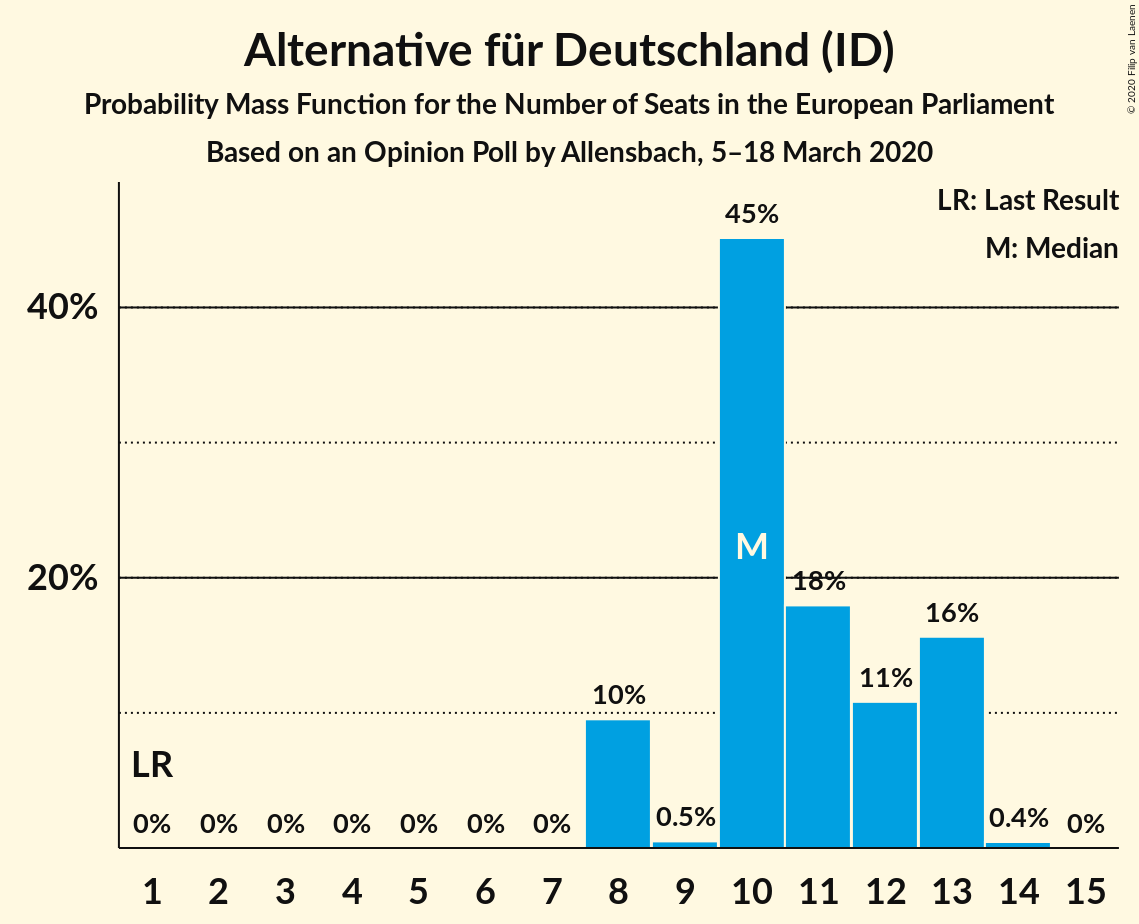 Alternative für Deutschland (ID)
Probability Mass Function for the Number of Seats in the European Parliament
Based on an Opinion Poll by Allensbach, 5–18 March 2020
© 2020 Filip van Laenen
LR: Last Result
M: Median
45%
40%
M
20%
18%
16%
11%
10%
LR
0% 0% 0% 0% 0% 0% 0% 0.5% 0.4% 0%
1 2 3 4 5 6 7 8 9 10 11 12 13 14 15